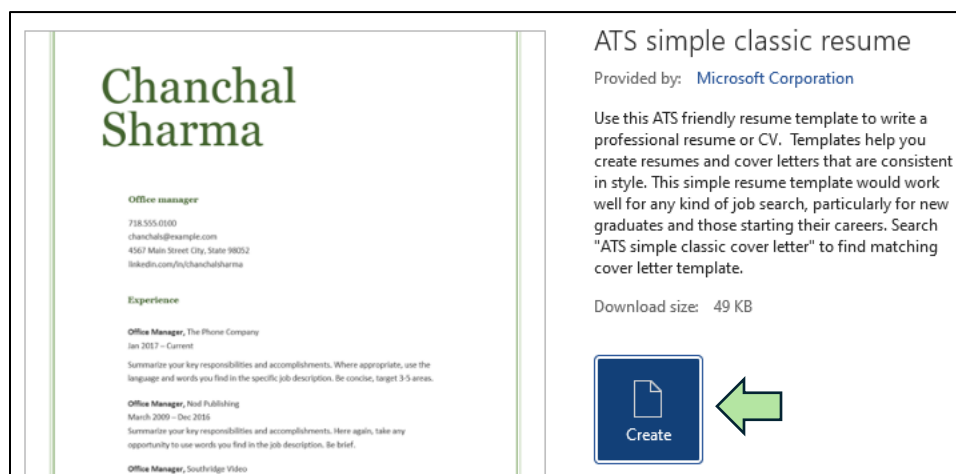 Chanchal
Sharma
Office manager
718.555.0100
chanchals@example.com
4567 Main Street City, State 98052
linkedin.com/in/chanchalsharma
Experience
Office Manager, The Phone Company
Jan 2017 – Current
Summarize your key responsibilities and accomplishments. Where appropriate, use the
language and words you find in the specific job description. Be concise, target 3-5 areas.
Office Manager, Nod Publishing
March 2009 – Dec 2016
Summarize your key responsibilities and accomplishments. Here again, take any
opportunity to use words you find in the job description. Be brief.
Office Manager, Southridge Video
ATS simple classic resume
Provided by: Microsoft Corporation
Use this ATS friendly resume template to write a
professional resume or CV. Templates help you
create resumes and cover letters that are consistent
in style. This simple resume template would work
well for any kind of job search, particularly for new
graduates and those starting their careers. Search
"ATS simple classic cover letter" to find matching
cover letter template.
Download size: 49 KB
Create